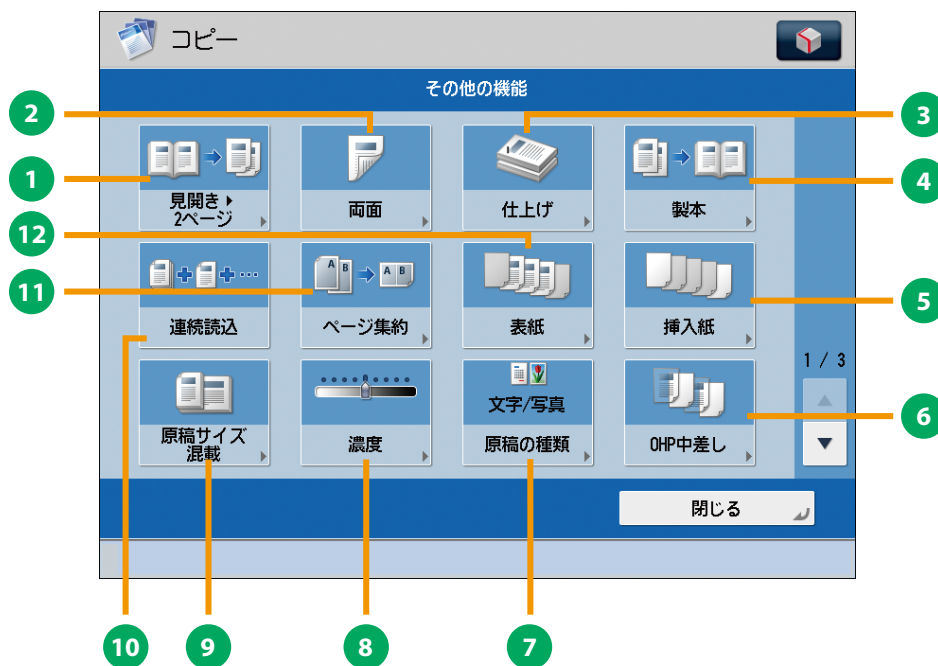 コピー
その他の機能
2
3
1
4
見開き
2ページ
両面
仕上げ
製本
12
A B
A B
11
5
連続読込
ページ集約
表紙
挿入紙
1 / 3
文字/写真
6
原稿サイズ
混載
濃度
原稿の種類
OHP中差し
閉じる
10
9
8
7